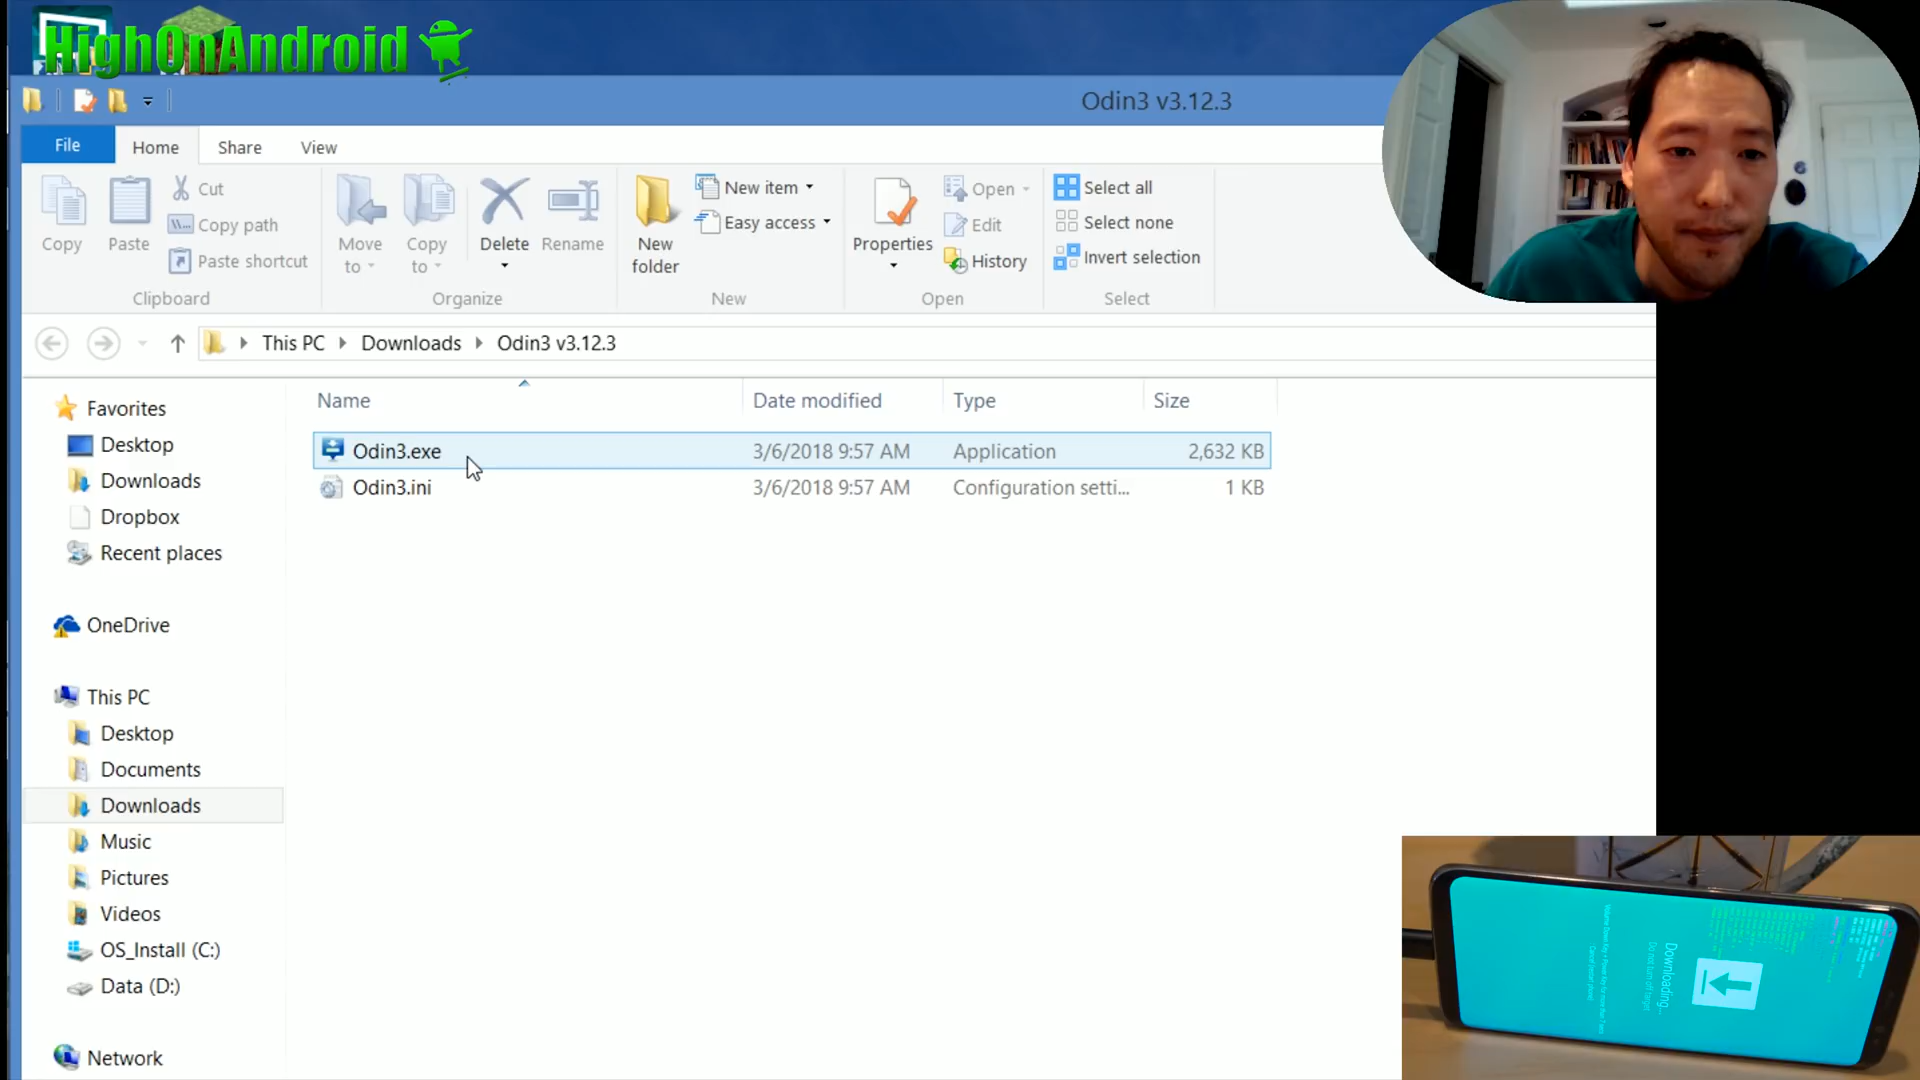 HighOnAndroid
Odin3 v3.12.3
File Home Share View
Copy
Paste
Cut
Copy path
Paste shortcut
Clipboard
Move to
Copy to
Delete
Rename
Organize
New folder
New item
Easy access
New
Properties
Open
Edit
History
Open
Select all
Select none
Invert selection
Select
This PC Downloads Odin3 v3.12.3
Name Date modified Type Size
Odin3.exe 3/6/2018 9:57 AM Application 2,632 KB
Odin3.ini 3/6/2018 9:57 AM Configuration setti... 1 KB
Favorites
Desktop
Downloads
Dropbox
Recent places
OneDrive
This PC
Desktop
Documents
Downloads
Music
Pictures
Videos
OS_Install (C:)
Data (D:)
Network
Downloading...
Do not turn off target